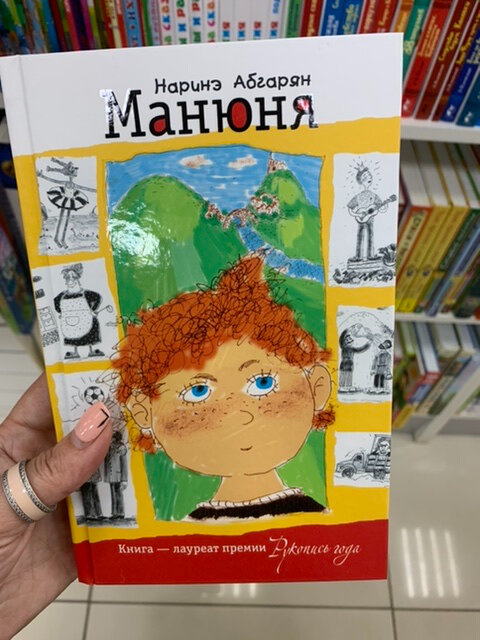 Наринэ Абгарян
Манюня
Книга — лауреат премии Рукопись года